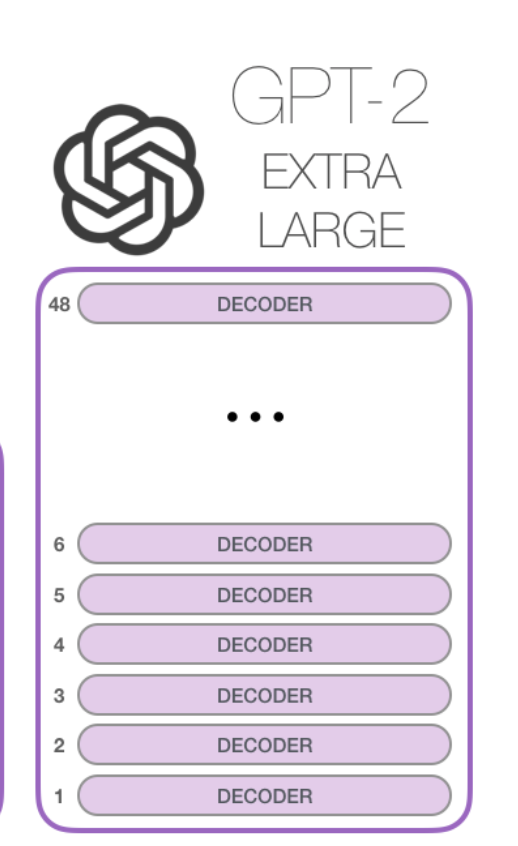 GPT-2
EXTRA
LARGE
48 DECODER
...
6 DECODER
5 DECODER
4 DECODER
3 DECODER
2 DECODER
1 DECODER